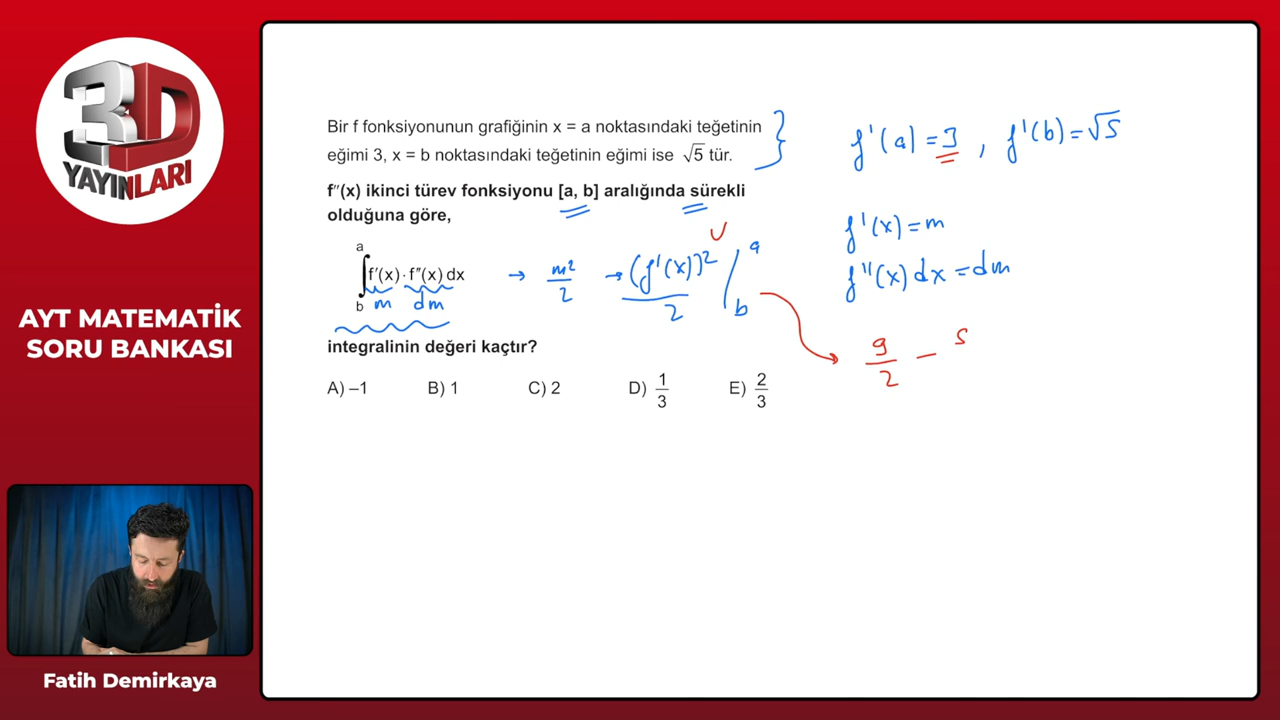 3D
YAYINLARI
AYT MATEMATİK
SORU BANKASI
Fatih Demirkaya
Bir f fonksiyonunun grafiğinin x = a noktasındaki teğetinin
eğimi 3, x = b noktasındaki teğetinin eğimi ise √5 tür.
f″(x) ikinci türev fonksiyonu [a, b] aralığında sürekli
olduğuna göre,
∫_b^a f′(x) · f″(x) dx
m dm
→ m²/2 → (f'(x))²/2 |_b^a
integralinin değeri kaçtır?
A) –1 B) 1 C) 2 D) 1/3 E) 2/3
f'(a) = 3 , f'(b) = √5
f'(x) = m
f''(x) dx = dm
9/2 – 5